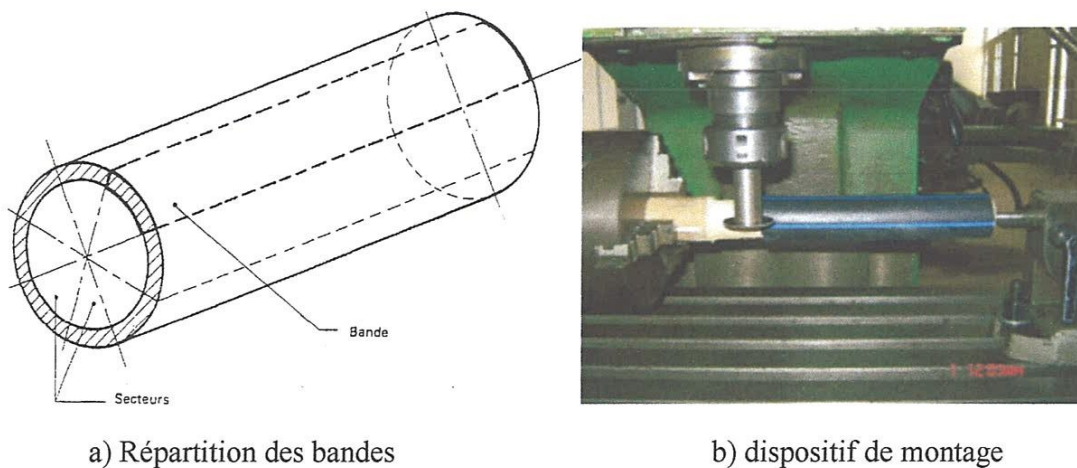 Bande
Secteurs
a) Répartition des bandes
b) dispositif de montage